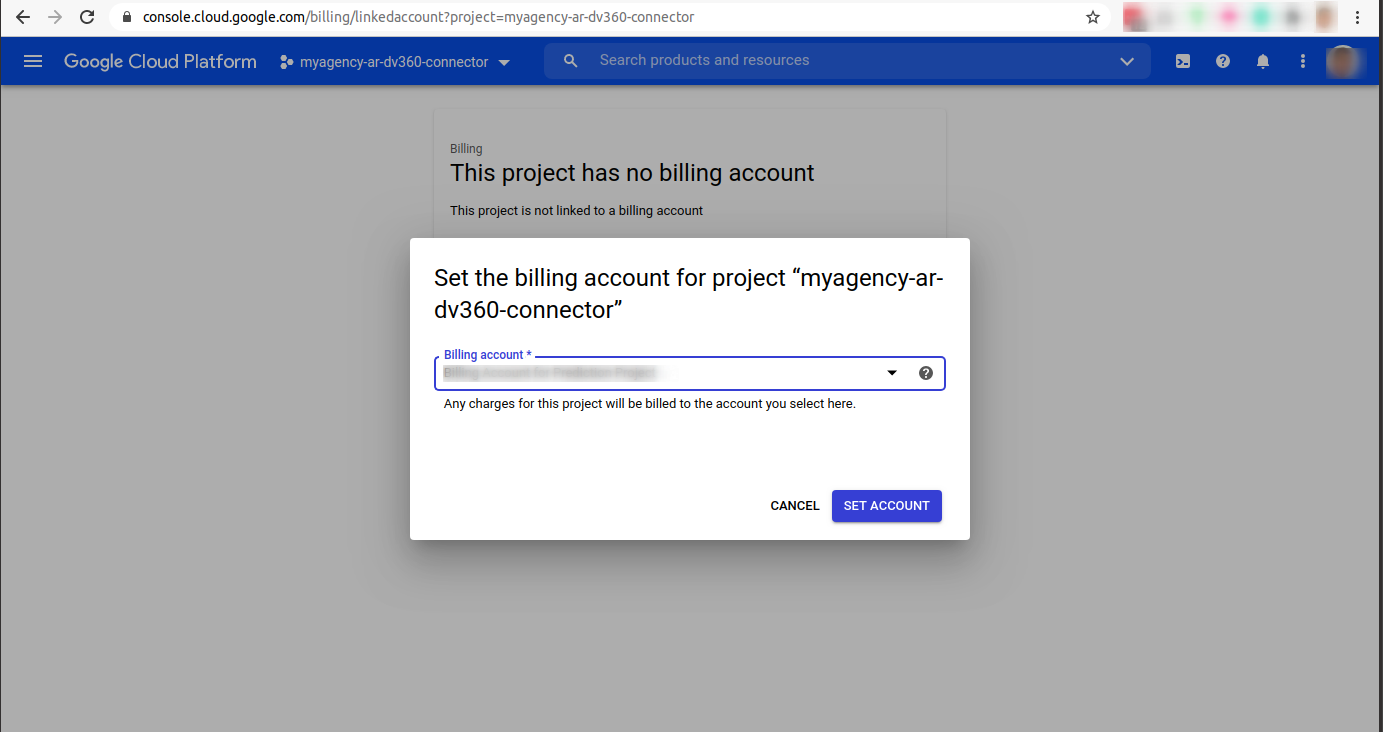 console.cloud.google.com/billing/linkedaccount?project=myagency-ar-dv360-connector
Google Cloud Platform
myagency-ar-dv360-connector
Search products and resources
Billing
This project has no billing account
This project is not linked to a billing account
Set the billing account for project “myagency-ar-
dv360-connector”
Billing account *
Any charges for this project will be billed to the account you select here.
CANCEL
SET ACCOUNT